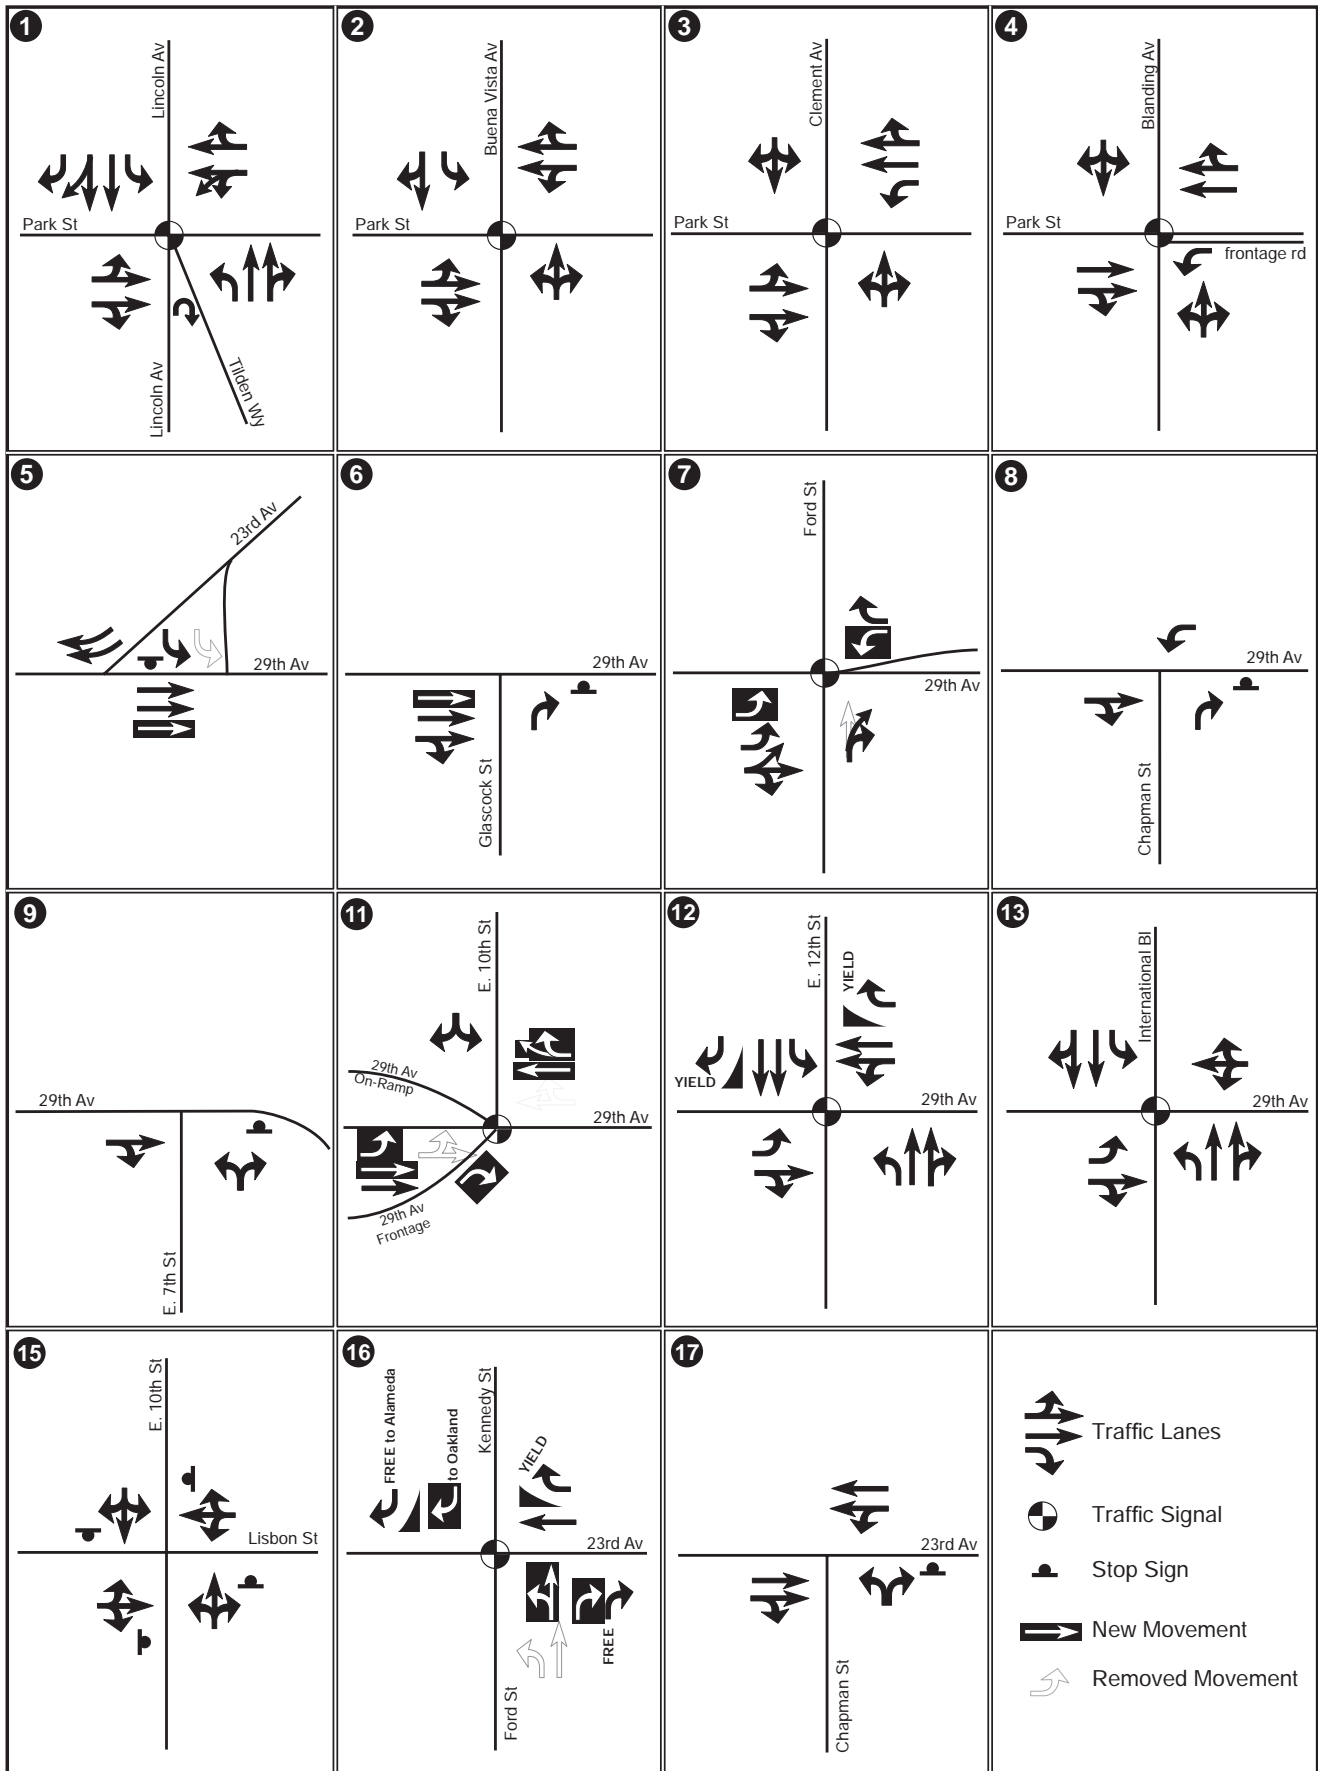 1
Lincoln Av
Park St
Lincoln Av
Tilden Wy
2
Buena Vista Av
Park St
3
Clement Av
Park St
4
Blanding Av
Park St
frontage rd
5
23rd Av
29th Av
6
29th Av
Glascock St
7
Ford St
29th Av
8
29th Av
Chapman St
9
29th Av
E. 7th St
11
E. 10th St
29th Av
On-Ramp
29th Av
29th Av
Frontage
12
E. 12th St
YIELD
YIELD
29th Av
13
International Bl
29th Av
15
E. 10th St
Lisbon St
16
FREE to Alameda
to Oakland
Kennedy St
YIELD
23rd Av
FREE
Ford St
17
23rd Av
Chapman St
Traffic Lanes
Traffic Signal
Stop Sign
New Movement
Removed Movement